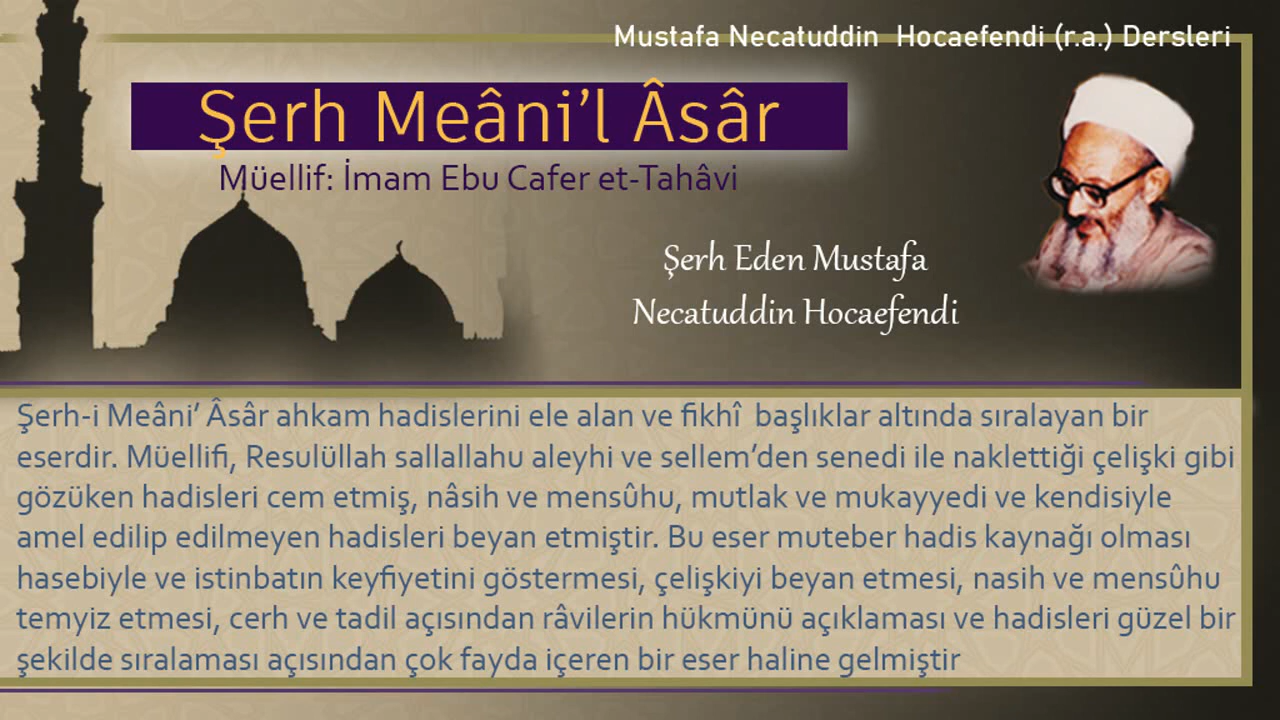 Mustafa Necatuddin Hocaefendi (r.a.) Dersleri
Şerh Meâni’l Âsâr
Müellif: İmam Ebu Cafer et-Tahâvi
Şerh Eden Mustafa
Necatuddin Hocaefendi
Şerh-i Meâni’ Âsâr ahkam hadislerini ele alan ve fikhî başlıklar altında sıralayan bir
eserdir. Müellifi, Resulüllah sallallahu aleyhi ve sellem’den senedi ile naklettiği çelişki gibi
gözüken hadisleri cem etmiş, nâsih ve mensûhu, mutlak ve mukayyedi ve kendisiyle
amel edilip edilmeyen hadisleri beyan etmiştir. Bu eser muteber hadis kaynağı olması
hasebiyle ve istinbatın keyfiyetini göstermesi, çelişkiyi beyan etmesi, nasih ve mensûhu
temyiz etmesi, cerh ve tadil açısından râvilerin hükmünü açıklaması ve hadisleri güzel bir
şekilde sıralaması açısından çok fayda içeren bir eser haline gelmiştir